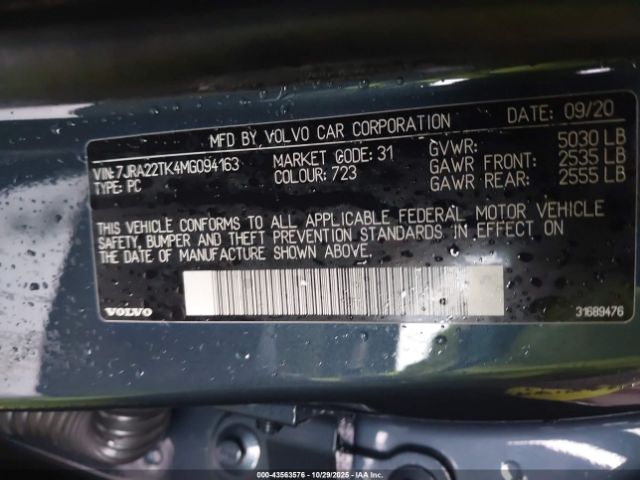 MFD BY VOLVO CAR CORPORATION DATE: 09/20
VIN:7JRA22TK4MG094163 MARKET CODE: 31 GVWR: 5030 LB
TYPE: PC COLOUR: 723 GAWR FRONT: 2535 LB
GAWR REAR: 2555 LB
THIS VEHICLE CONFORMS TO ALL APPLICABLE FEDERAL MOTOR VEHICLE
SAFETY, BUMPER AND THEFT PREVENTION STANDARDS IN EFFECT ON
THE DATE OF MANUFACTURE SHOWN ABOVE.
VOLVO 31689476
© IAA, Inc. 000-43563576 | 10/29/2025 | © IAA, Inc.